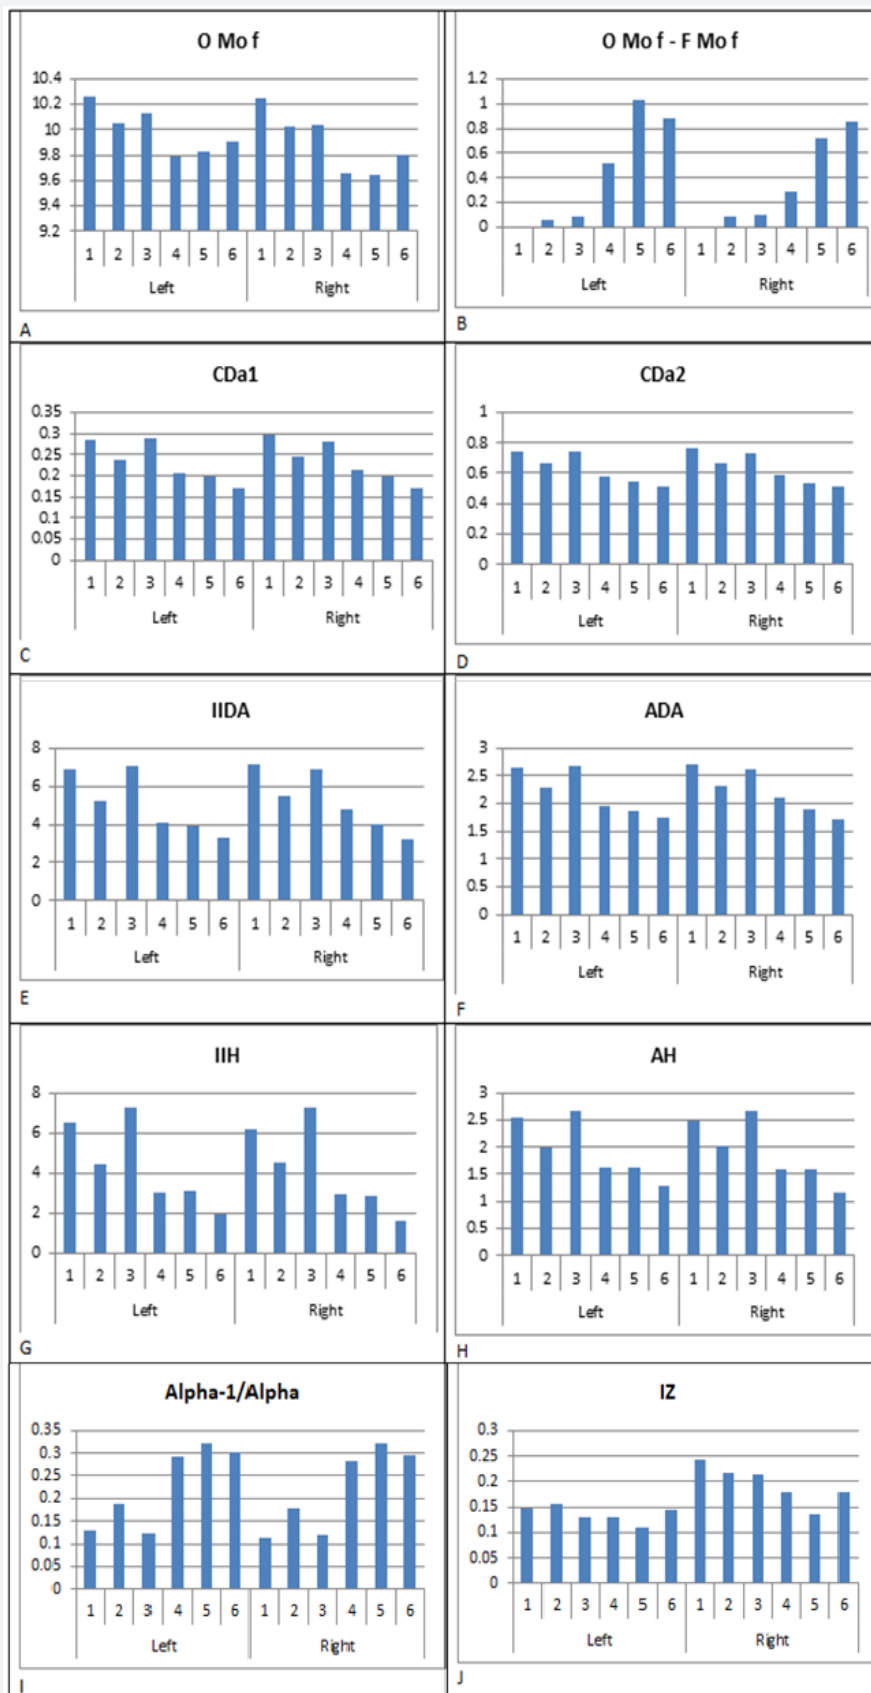 O Mo f
10.4
10.2
10
9.8
9.6
9.4
9.2
1 2 3 4 5 6 1 2 3 4 5 6
Left Right
A
O Mo f - F Mo f
1.2
1
0.8
0.6
0.4
0.2
0
1 2 3 4 5 6 1 2 3 4 5 6
Left Right
B
CDa1
0.35
0.3
0.25
0.2
0.15
0.1
0.05
0
1 2 3 4 5 6 1 2 3 4 5 6
Left Right
C
CDa2
1
0.8
0.6
0.4
0.2
0
1 2 3 4 5 6 1 2 3 4 5 6
Left Right
D
IIDA
8
6
4
2
0
1 2 3 4 5 6 1 2 3 4 5 6
Left Right
E
ADA
3
2.5
2
1.5
1
0.5
0
1 2 3 4 5 6 1 2 3 4 5 6
Left Right
F
IIH
8
6
4
2
0
1 2 3 4 5 6 1 2 3 4 5 6
Left Right
G
AH
3
2.5
2
1.5
1
0.5
0
1 2 3 4 5 6 1 2 3 4 5 6
Left Right
H
Alpha-1/Alpha
0.35
0.3
0.25
0.2
0.15
0.1
0.05
0
1 2 3 4 5 6 1 2 3 4 5 6
Left Right
I
IZ
0.3
0.25
0.2
0.15
0.1
0.05
0
1 2 3 4 5 6 1 2 3 4 5 6
Left Right
J